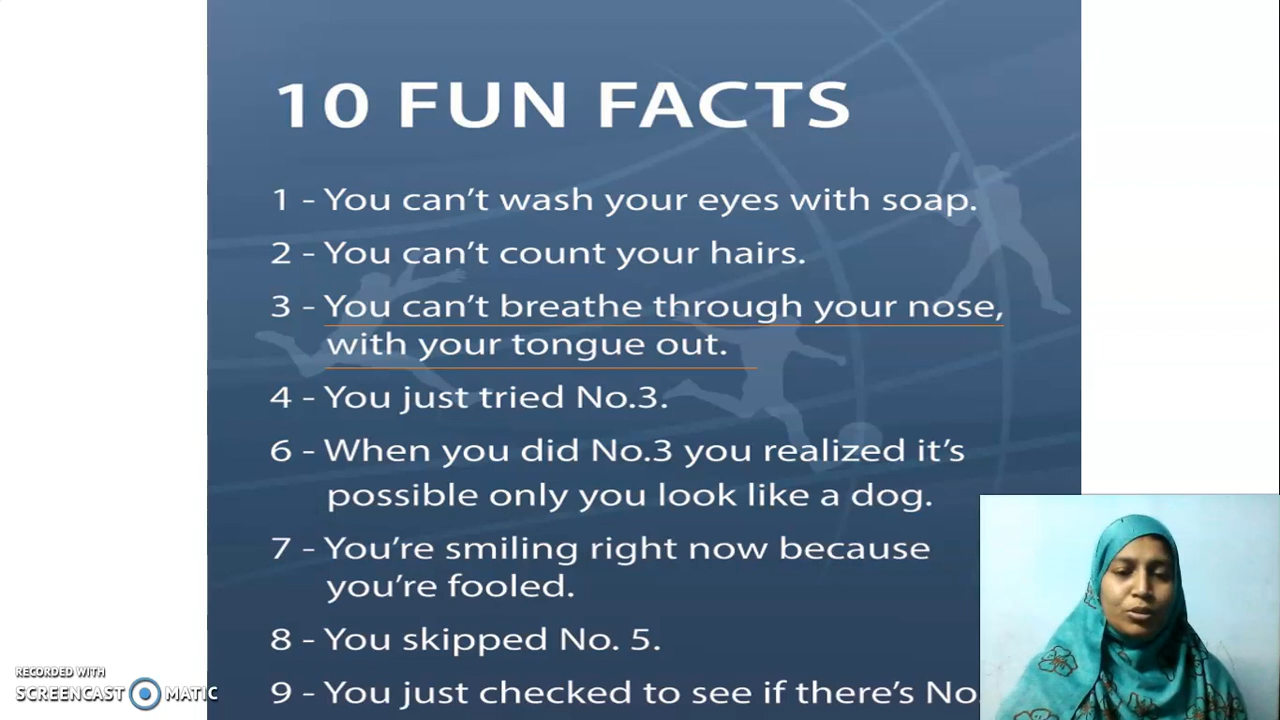 10 FUN FACTS
1 - You can't wash your eyes with soap.
2 - You can't count your hairs.
3 - You can't breathe through your nose,
with your tongue out.
4 - You just tried No.3.
6 - When you did No.3 you realized it's
possible only you look like a dog.
7 - You're smiling right now because
you're fooled.
8 - You skipped No. 5.
9 - You just checked to see if there's No
RECORDED WITH
SCREENCAST MATIC